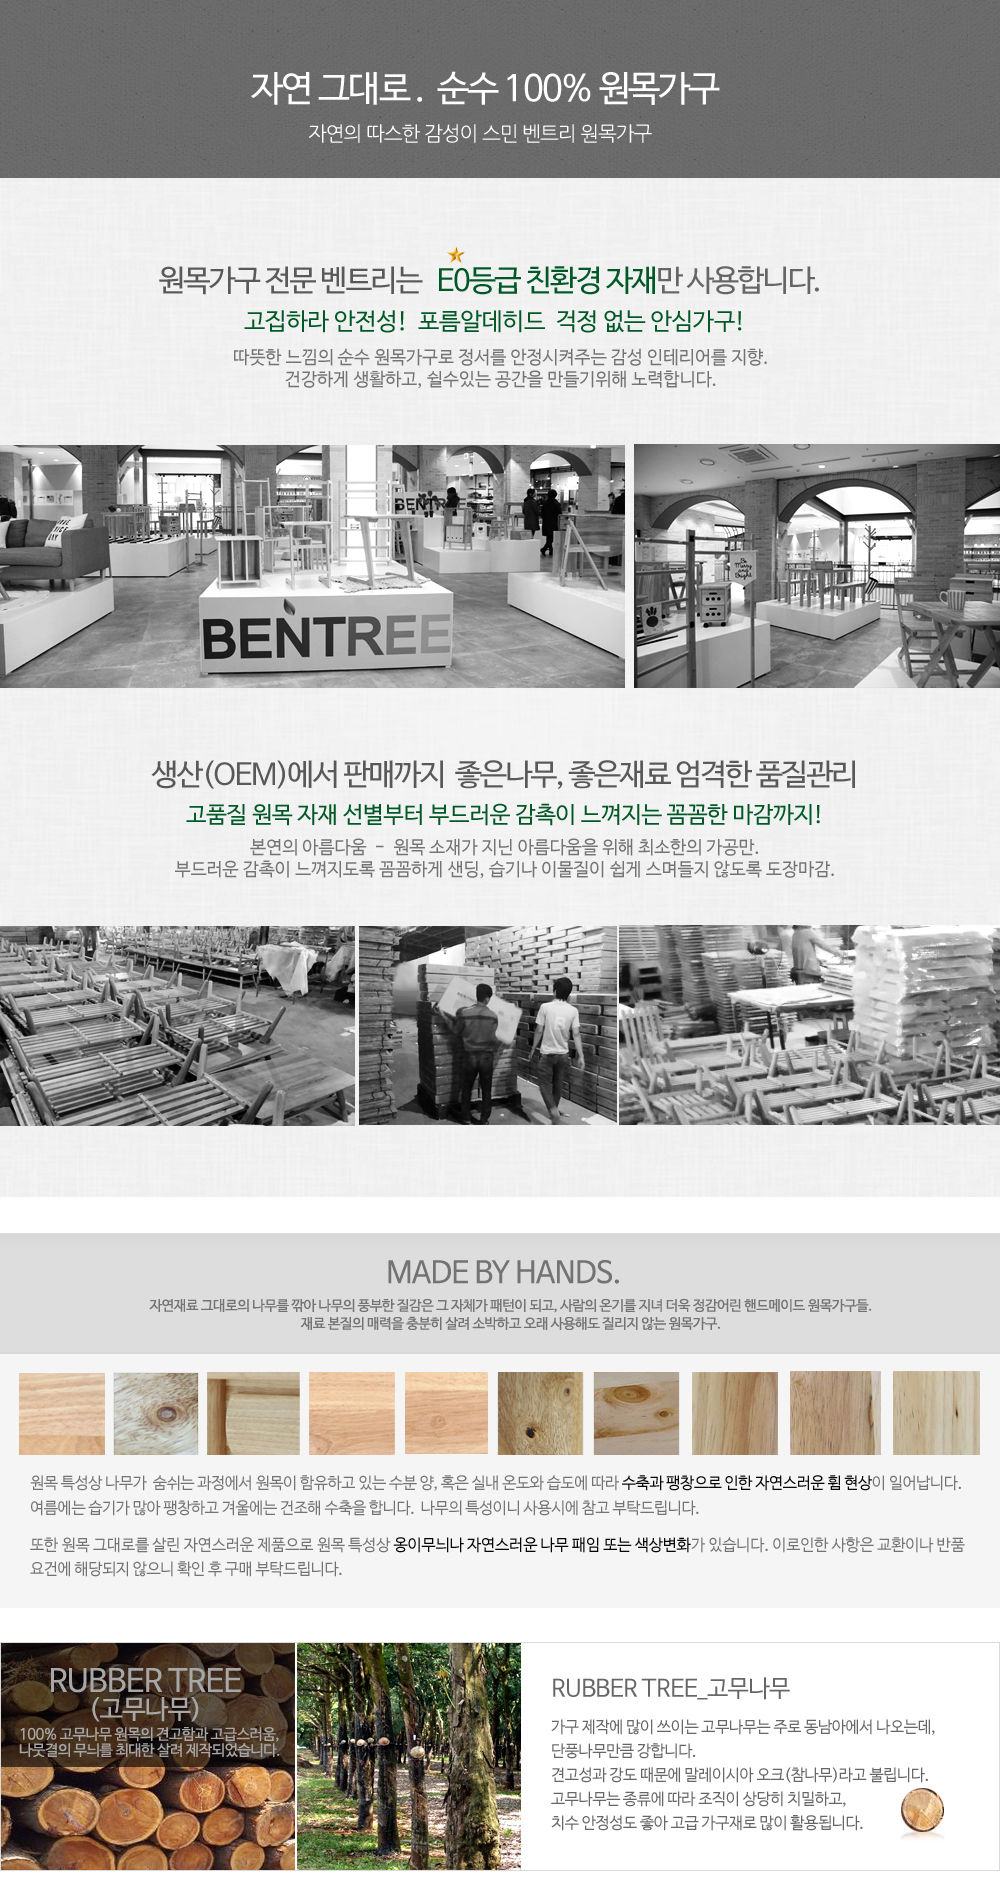 자연 그대로. 순수 100% 원목가구
자연의 따스한 감성이 스민 벤트리 원목가구
원목가구 전문 벤트리는 E0등급 친환경 자재만 사용합니다.
고집하라 안전성! 포름알데히드 걱정 없는 안심가구!
따뜻한 느낌의 순수 원목가구로 정서를 안정시켜주는 감성 인테리어를 지향.
건강하게 생활하고, 쉴수있는 공간을 만들기위해 노력합니다.
BENTRE
BENTREE
Be
Merry
and
Bright
생산(OEM)에서 판매까지 좋은나무, 좋은재료 엄격한 품질관리
고품질 원목 자재 선별부터 부드러운 감촉이 느껴지는 꼼꼼한 마감까지!
본연의 아름다움 - 원목 소재가 지닌 아름다움을 위해 최소한의 가공만.
부드러운 감촉이 느껴지도록 꼼꼼하게 샌딩, 습기나 이물질이 쉽게 스며들지 않도록 도장마감.
MADE BY HANDS.
자연재료 그대로의 나무를 깎아 나무의 풍부한 질감은 그 자체가 패턴이 되고, 사람의 온기를 지녀 더욱 정감어린 핸드메이드 원목가구들.
재료 본질의 매력을 충분히 살려 소박하고 오래 사용해도 질리지 않는 원목가구.
원목 특성상 나무가 숨쉬는 과정에서 원목이 함유하고 있는 수분 양, 혹은 실내 온도와 습도에 따라 수축과 팽창으로 인한 자연스러운 휨 현상이 일어납니다.
여름에는 습기가 많아 팽창하고 겨울에는 건조해 수축을 합니다. 나무의 특성이니 사용시에 참고 부탁드립니다.
또한 원목 그대로를 살린 자연스러운 제품으로 원목 특성상 옹이무늬나 자연스러운 나무 패임 또는 색상변화가 있습니다. 이로인한 사항은 교환이나 반품
요건에 해당되지 않으니 확인 후 구매 부탁드립니다.
RUBBER TREE
(고무나무)
100% 고무나무 원목의 견고함과 고급스러움,
나뭇결의 무늬를 최대한 살려 제작되었습니다.
RUBBER TREE_고무나무
가구 제작에 많이 쓰이는 고무나무는 주로 동남아에서 나오는데,
단풍나무만큼 강합니다.
견고성과 강도 때문에 말레이시아 오크(참나무)라고 불립니다.
고무나무는 종류에 따라 조직이 상당히 치밀하고,
치수 안정성도 좋아 고급 가구재로 많이 활용됩니다.